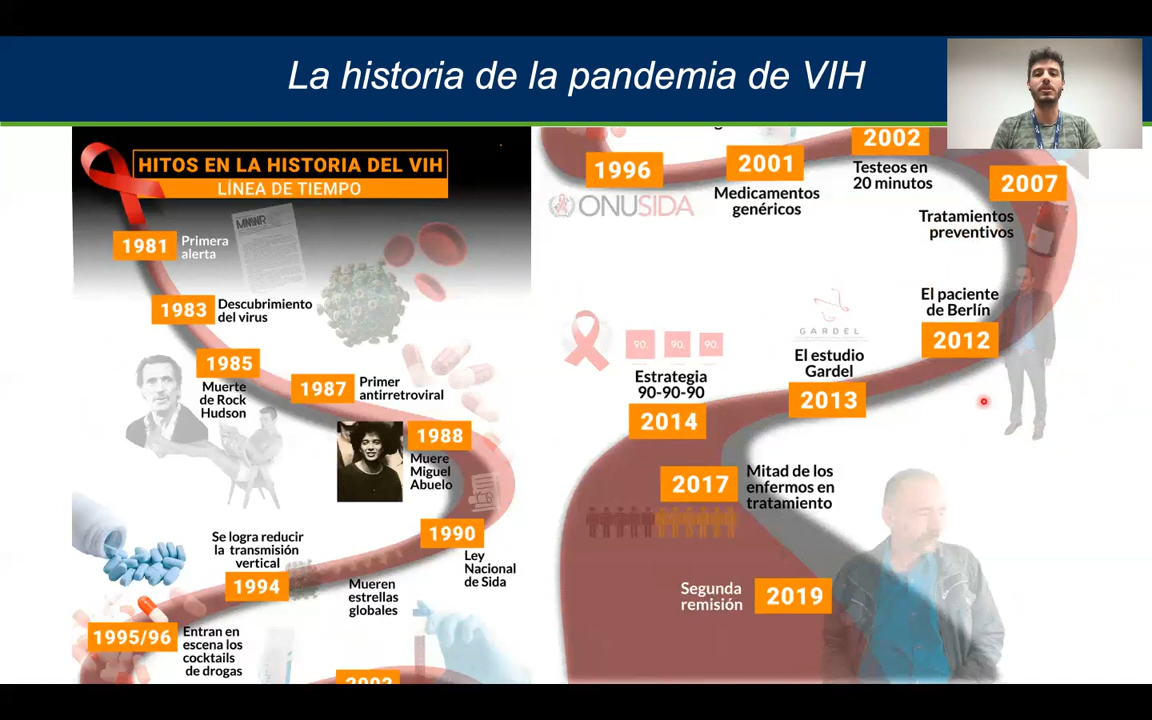 La historia de la pandemia de VIH
HITOS EN LA HISTORIA DEL VIH
LÍNEA DE TIEMPO
MMWR
1981
Primera
alerta
1983
Descubrimiento
del virus
1985
Muerte
de Rock
Hudson
1987
Primer
antirretroviral
1988
Muere
Miguel
Abuelo
1990
Ley
Nacional
de Sida
Mueren
estrellas
globales
Se logra reducir
la transmisión
vertical
1994
1995/96
Entran en
escena los
cocktails
de drogas
1996
ONUSIDA
2001
Medicamentos
genéricos
2002
Testeos en
20 minutos
2007
Tratamientos
preventivos
El paciente
de Berlín
2012
GARDEL
El estudio
Gardel
2013
90. 90. 90.
Estrategia
90-90-90
2014
2017
Mitad de los
enfermos en
tratamiento
Segunda
remisión
2019